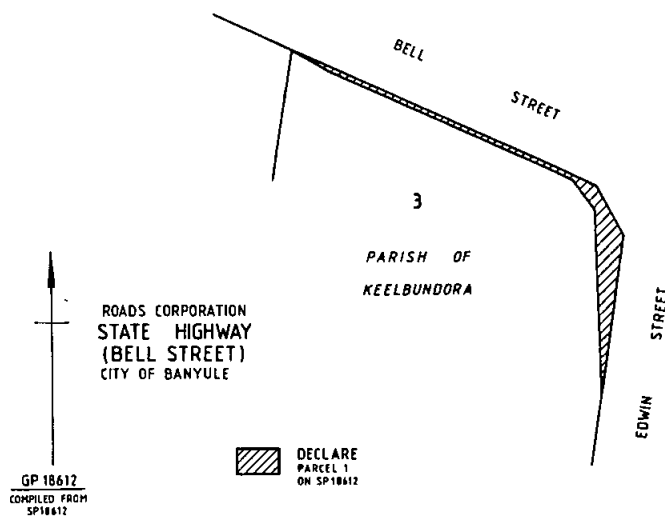 BELL
STREET
3
PARISH OF
KEELBUNDORA
ROADS CORPORATION
STATE HIGHWAY
(BELL STREET)
CITY OF BANYULE
EDWIN STREET
DECLARE
PARCEL 1
ON SP18612
GP 18612
COMPILED FROM
SP18612